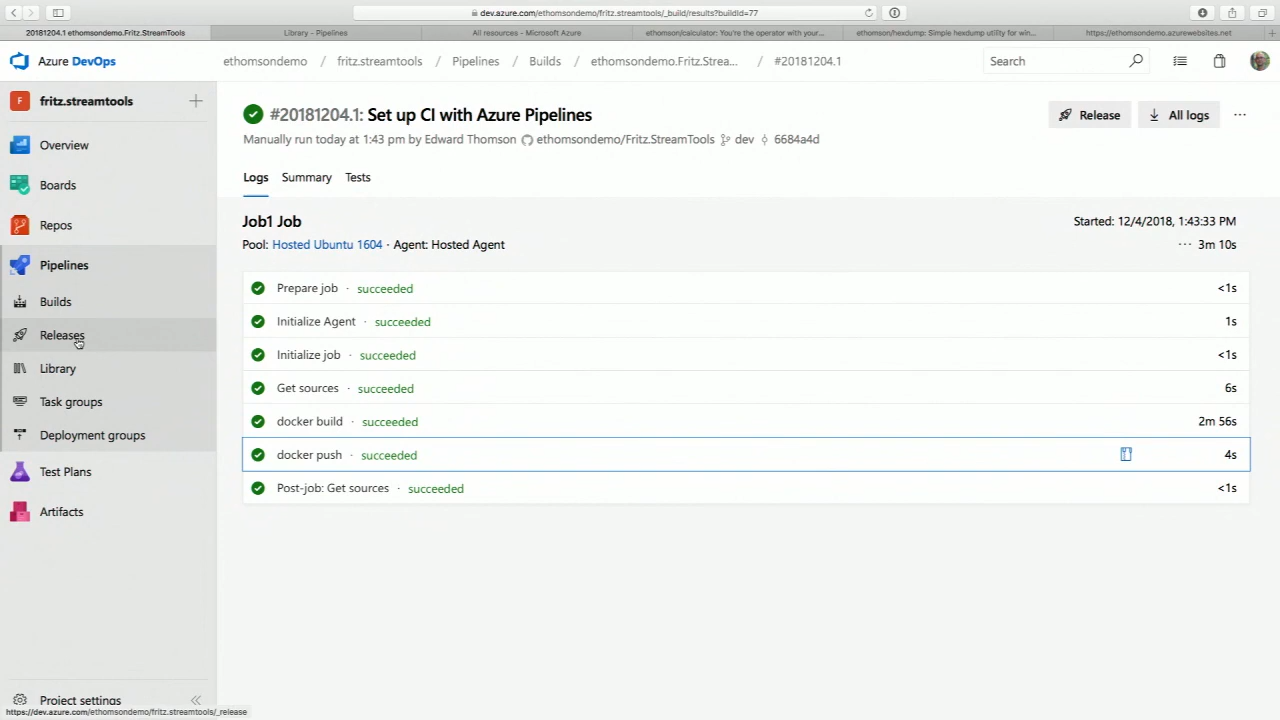 dev.azure.com/ethomsondemo/fritz.streamtools/_build/results?buildId=77
20181204.1 ethomsondemo.Fritz.StreamTools
Library - Pipelines
All resources - Microsoft Azure
ethomson/calculator: You're the operator with your...
ethomson/hexdump: Simple hexdump utility for win...
https://ethomsondemo.azurewebsites.net
Azure DevOps
ethomsondemo / fritz.streamtools / Pipelines / Builds / ethomsondemo.Fritz.Strea... / #20181204.1
Search
F fritz.streamtools
Overview
Boards
Repos
Pipelines
Builds
Releases
Library
Task groups
Deployment groups
Test Plans
Artifacts
Project settings
https://dev.azure.com/ethomsondemo/fritz.streamtools/_release
#20181204.1: Set up CI with Azure Pipelines
Release
All logs
Manually run today at 1:43 pm by Edward Thomson ethomsondemo/Fritz.StreamTools dev 6684a4d
Logs Summary Tests
Job1 Job
Started: 12/4/2018, 1:43:33 PM
Pool: Hosted Ubuntu 1604 · Agent: Hosted Agent
··· 3m 10s
Prepare job · succeeded <1s
Initialize Agent · succeeded 1s
Initialize job · succeeded <1s
Get sources · succeeded 6s
docker build · succeeded 2m 56s
docker push · succeeded 4s
Post-job: Get sources · succeeded <1s